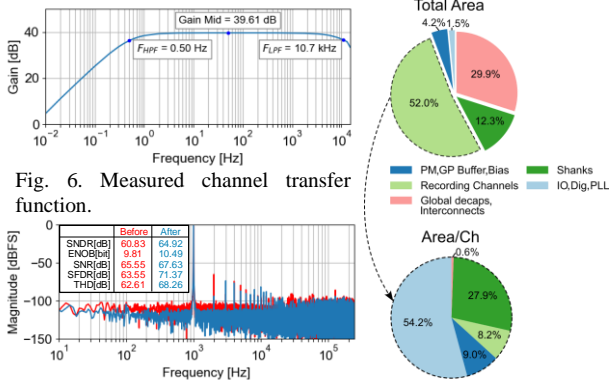 Gain Mid = 39.61 dB
F_HPF = 0.50 Hz
F_LPF = 10.7 kHz
Gain [dB]
40
20
0
10^-2
10^-1
10^0
10^1
10^2
10^3
10^4
Frequency [Hz]
Fig. 6. Measured channel transfer
function.
Before After
SNDR[dB] 60.83 64.92
ENOB[bit] 9.81 10.49
SNR[dB] 65.55 67.63
SFDR[dB] 63.55 71.37
THD[dB] 62.61 68.26
Magnitude [dBFS]
0
−50
−100
−150
10^1
10^2
10^3
10^4
10^5
Frequency [Hz]
Total Area
4.2%
1.5%
29.9%
12.3%
52.0%
PM,GP Buffer,Bias
Recording Channels
Global decaps,
Interconnects
Shanks
IO,Dig,PLL
Area/Ch
0.6%
27.9%
8.2%
9.0%
54.2%